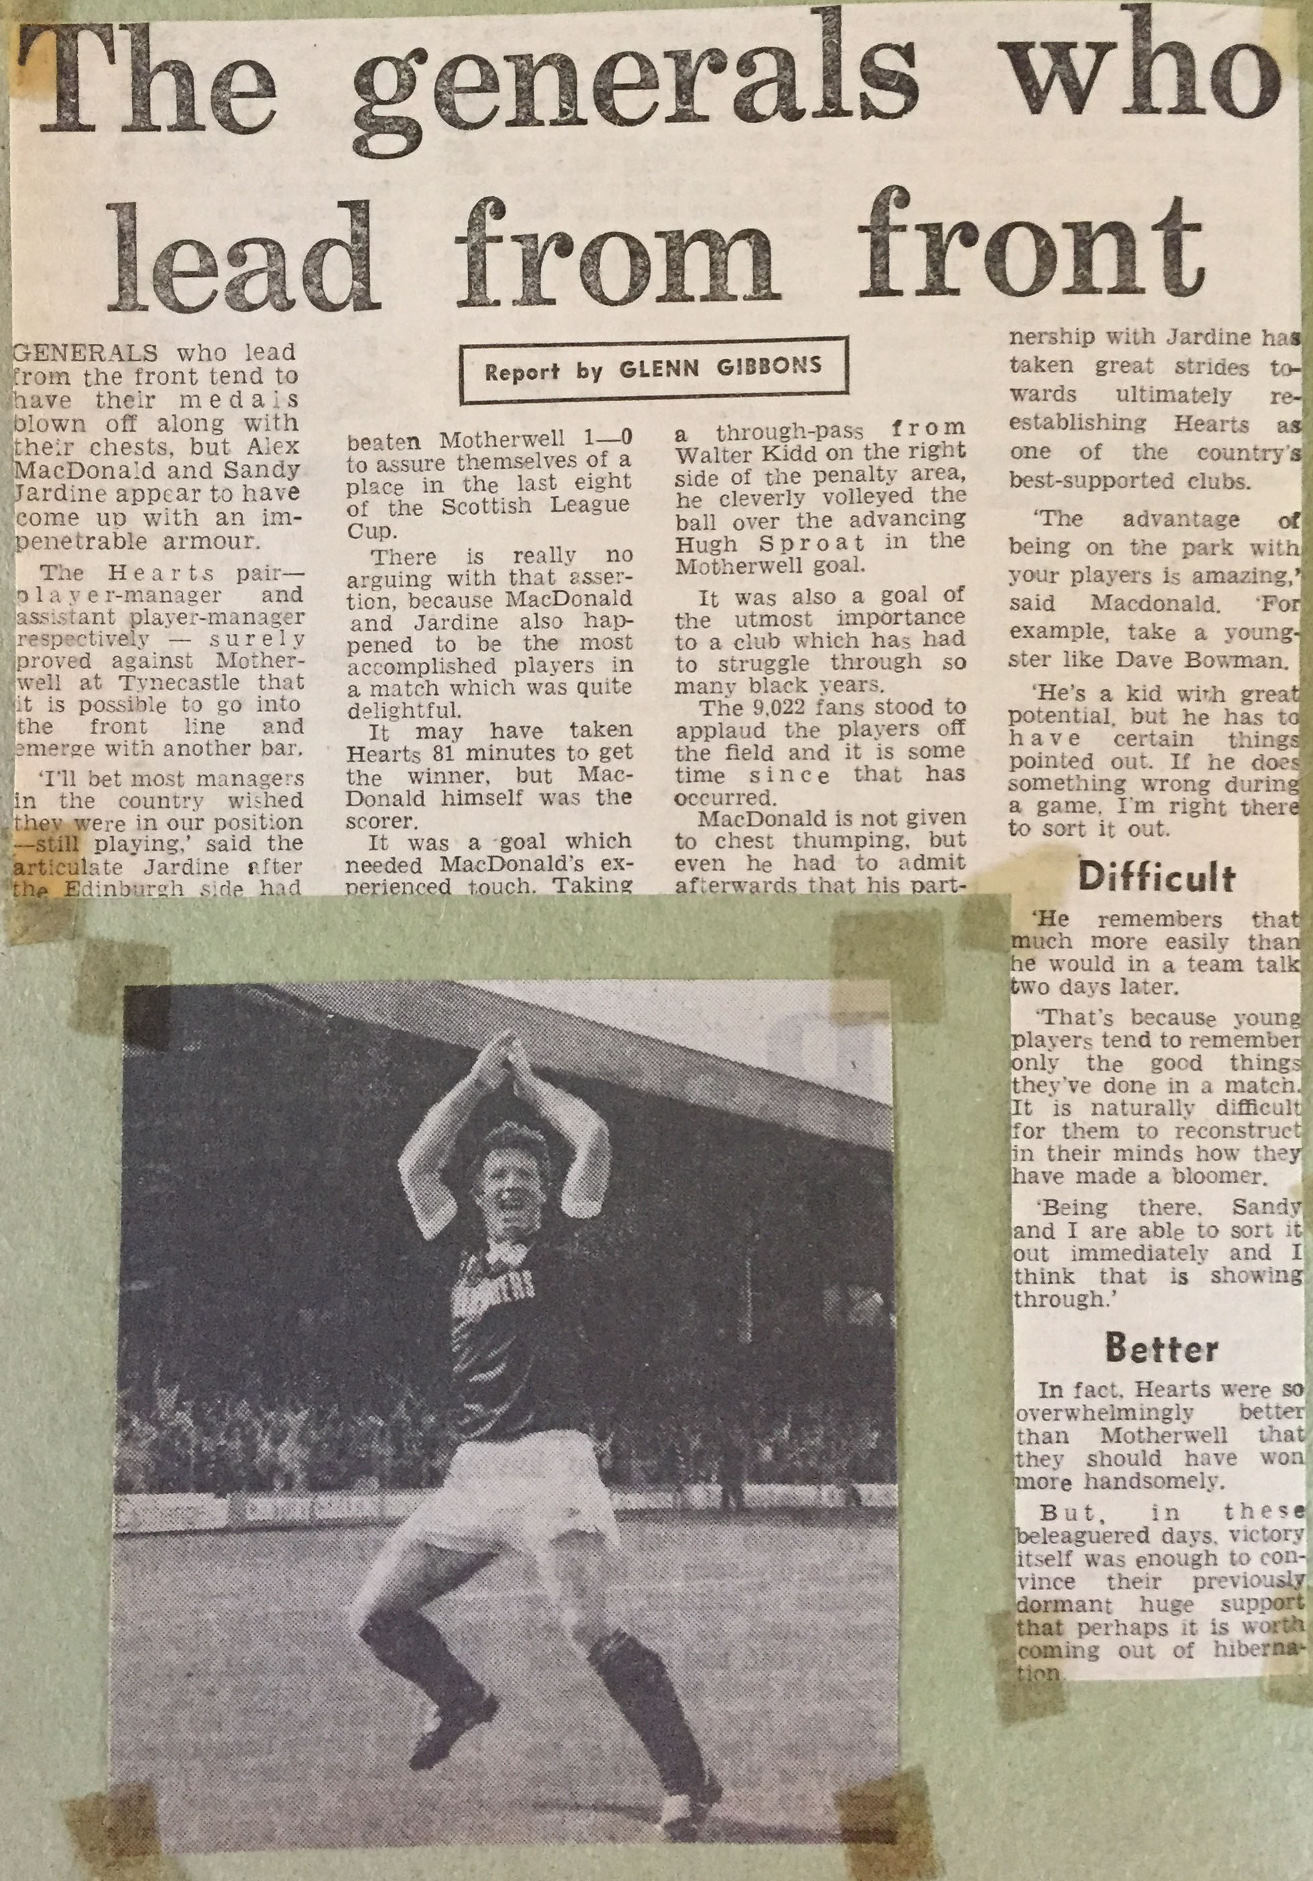 The generals who
lead from front
Report by GLENN GIBBONS
GENERALS who lead
from the front tend to
have their medals
blown off along with
their chests, but Alex
MacDonald and Sandy
Jardine appear to have
come up with an im-
penetrable armour.
The Hearts pair—
player-manager and
assistant player-manager
respectively — surely
proved against Mother-
well at Tynecastle that
it is possible to go into
the front line and
emerge with another bar.
‘I’ll bet most managers
in the country wished
they were in our position
—still playing,’ said the
articulate Jardine after
the Edinburgh side had
beaten Motherwell 1—0
to assure themselves of a
place in the last eight
of the Scottish League
Cup.
There is really no
arguing with that asser-
tion, because MacDonald
and Jardine also hap-
pened to be the most
accomplished players in
a match which was quite
delightful.
It may have taken
Hearts 81 minutes to get
the winner, but Mac-
Donald himself was the
scorer.
It was a goal which
needed MacDonald’s ex-
perienced touch. Taking
a through-pass from
Walter Kidd on the right
side of the penalty area,
he cleverly volleyed the
ball over the advancing
Hugh Sproat in the
Motherwell goal.
It was also a goal of
the utmost importance
to a club which has had
to struggle through so
many black years.
The 9,022 fans stood to
applaud the players off
the field and it is some
time since that has
occurred.
MacDonald is not given
to chest thumping, but
even he had to admit
afterwards that his part-
nership with Jardine has
taken great strides to-
wards ultimately re-
establishing Hearts as
one of the country’s
best-supported clubs.
‘The advantage of
being on the park with
your players is amazing,’
said Macdonald. ‘For
example, take a young-
ster like Dave Bowman.
‘He’s a kid with great
potential, but he has to
have certain things
pointed out. If he does
something wrong during
a game, I’m right there
to sort it out.
Difficult
‘He remembers that
much more easily than
he would in a team talk
two days later.
‘That’s because young
players tend to remember
only the good things
they’ve done in a match.
It is naturally difficult
for them to reconstruct
in their minds how they
have made a bloomer.
‘Being there, Sandy
and I are able to sort it
out immediately and I
think that is showing
through.’
Better
In fact, Hearts were so
overwhelmingly better
than Motherwell that
they should have won
more handsomely.
But, in these
beleaguered days, victory
itself was enough to con-
vince their previously
dormant huge support
that perhaps it is worth
coming out of hiberna-
tion.